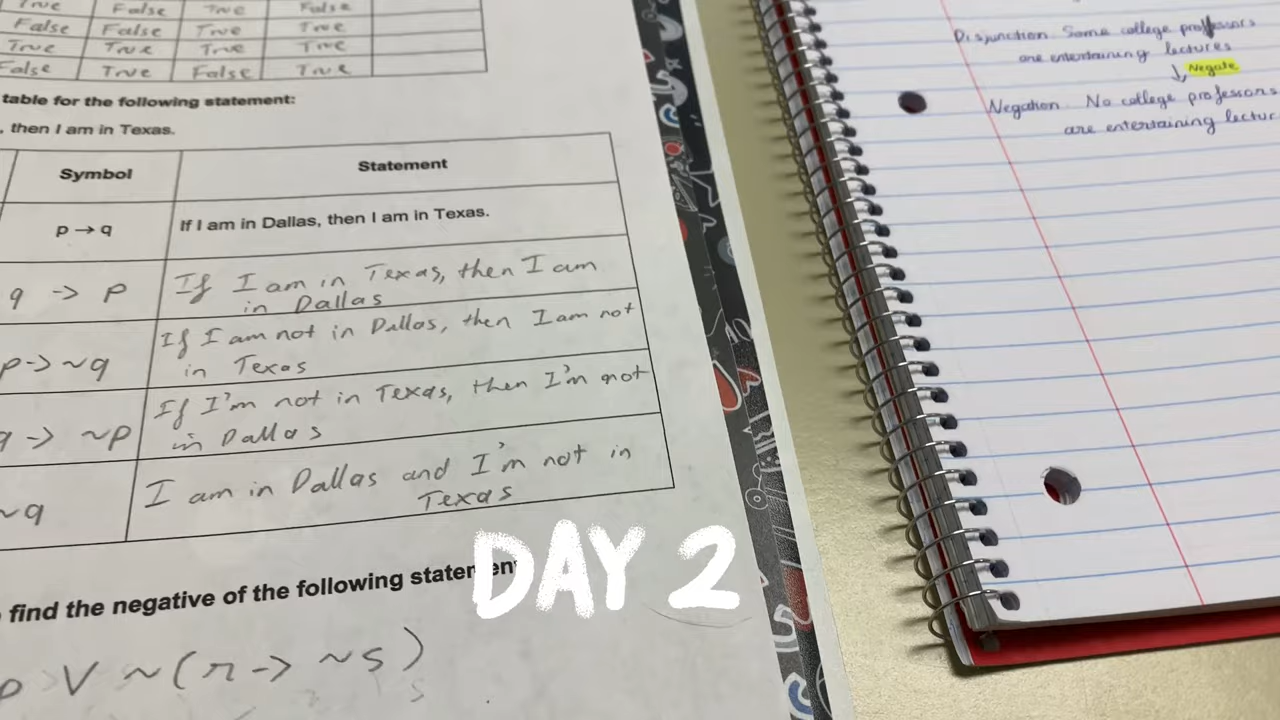 True False True False
False False True True
True True True True
False True False True
table for the following statement:
, then I am in Texas.
Symbol Statement
p → q If I am in Dallas, then I am in Texas.
q -> p If I am in Texas, then I am
in Dallas
p -> ~q If I am not in Dallas, then I am not
in Texas
q -> ~p If I'm not in Texas, then I'm not
in Dallas
~q I am in Dallas and I'm not in
Texas
find the negative of the following statement
p V ~(r -> ~s)
s
DAY 2
Disjunction Some college professors
are entertaining lectures
Negate
Negation No college professors
are entertaining lectur